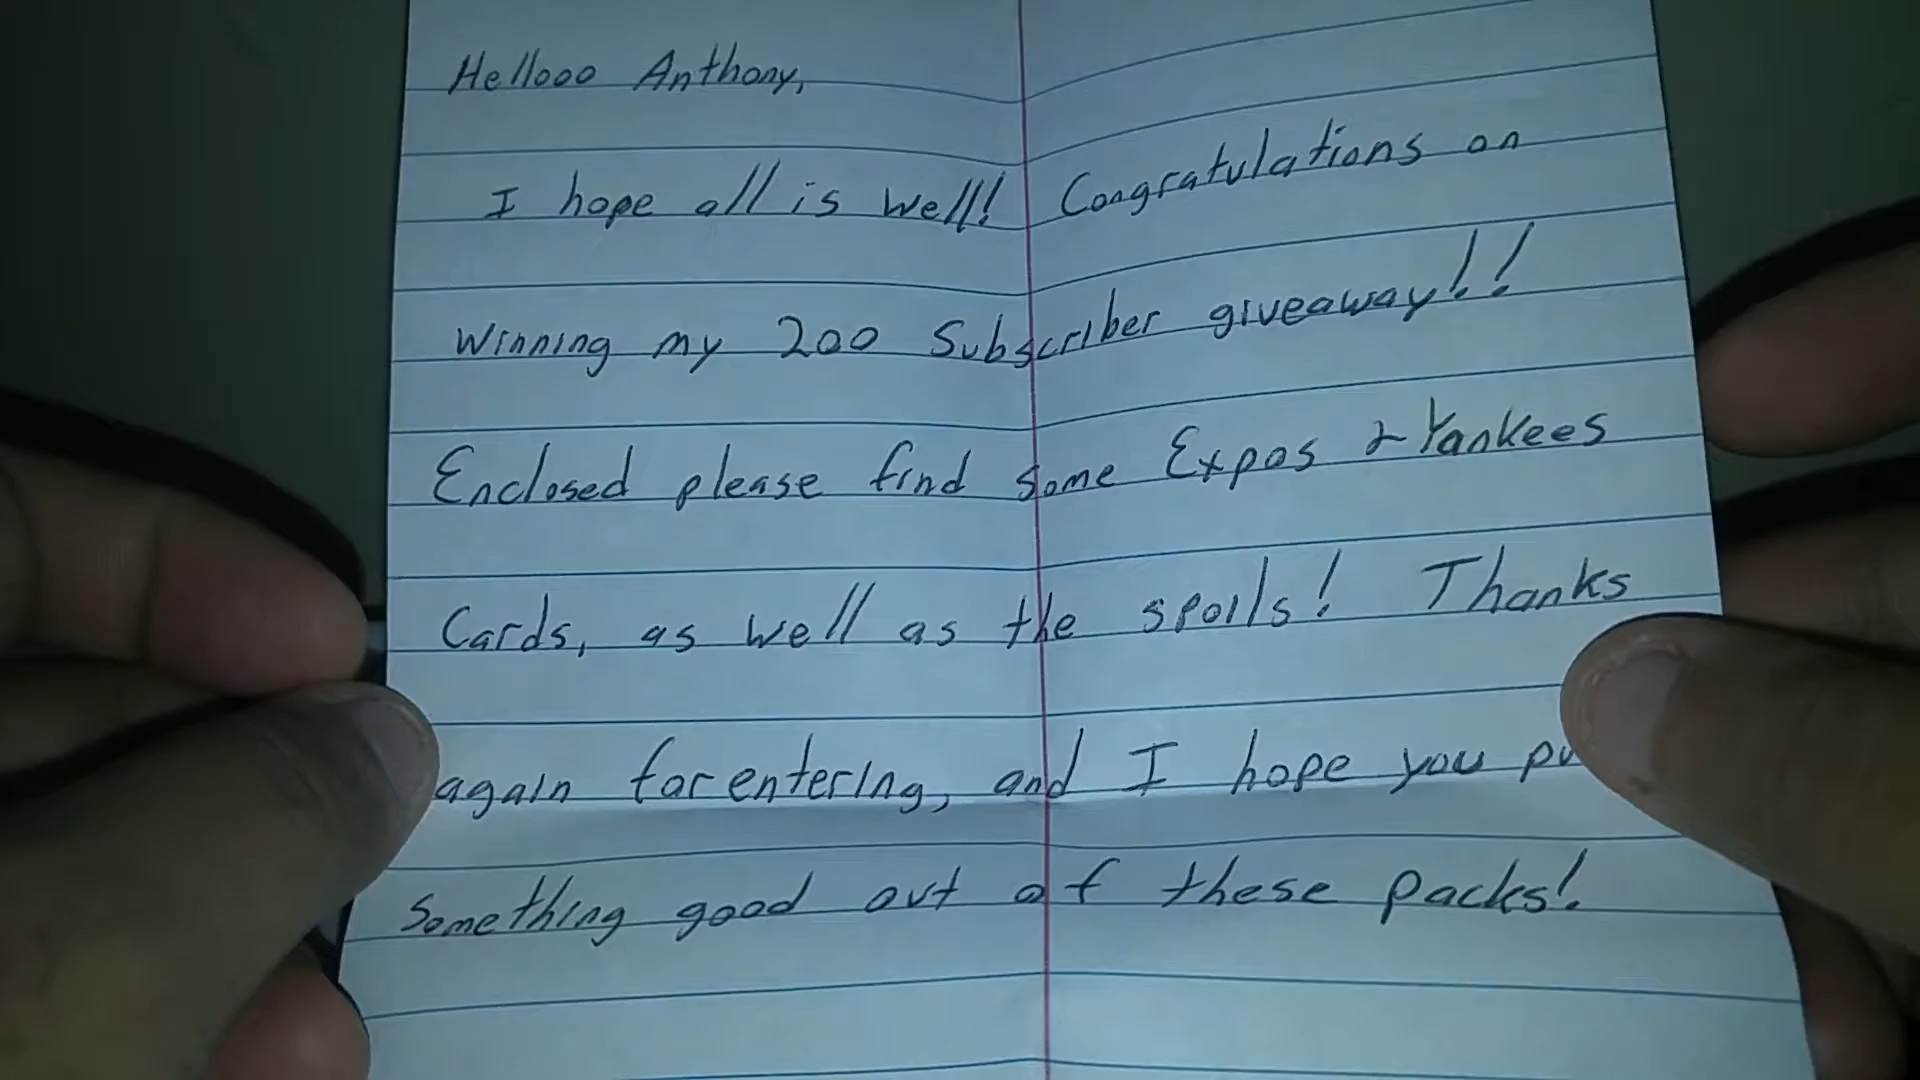 Hellooo Anthony,
I hope all is well! Congratulations on
Winning my 200 Subscriber giveaway!!
Enclosed please find some Expos & Yankees
Cards, as well as the spoils! Thanks
again for entering, and I hope you
Something good out of these packs!